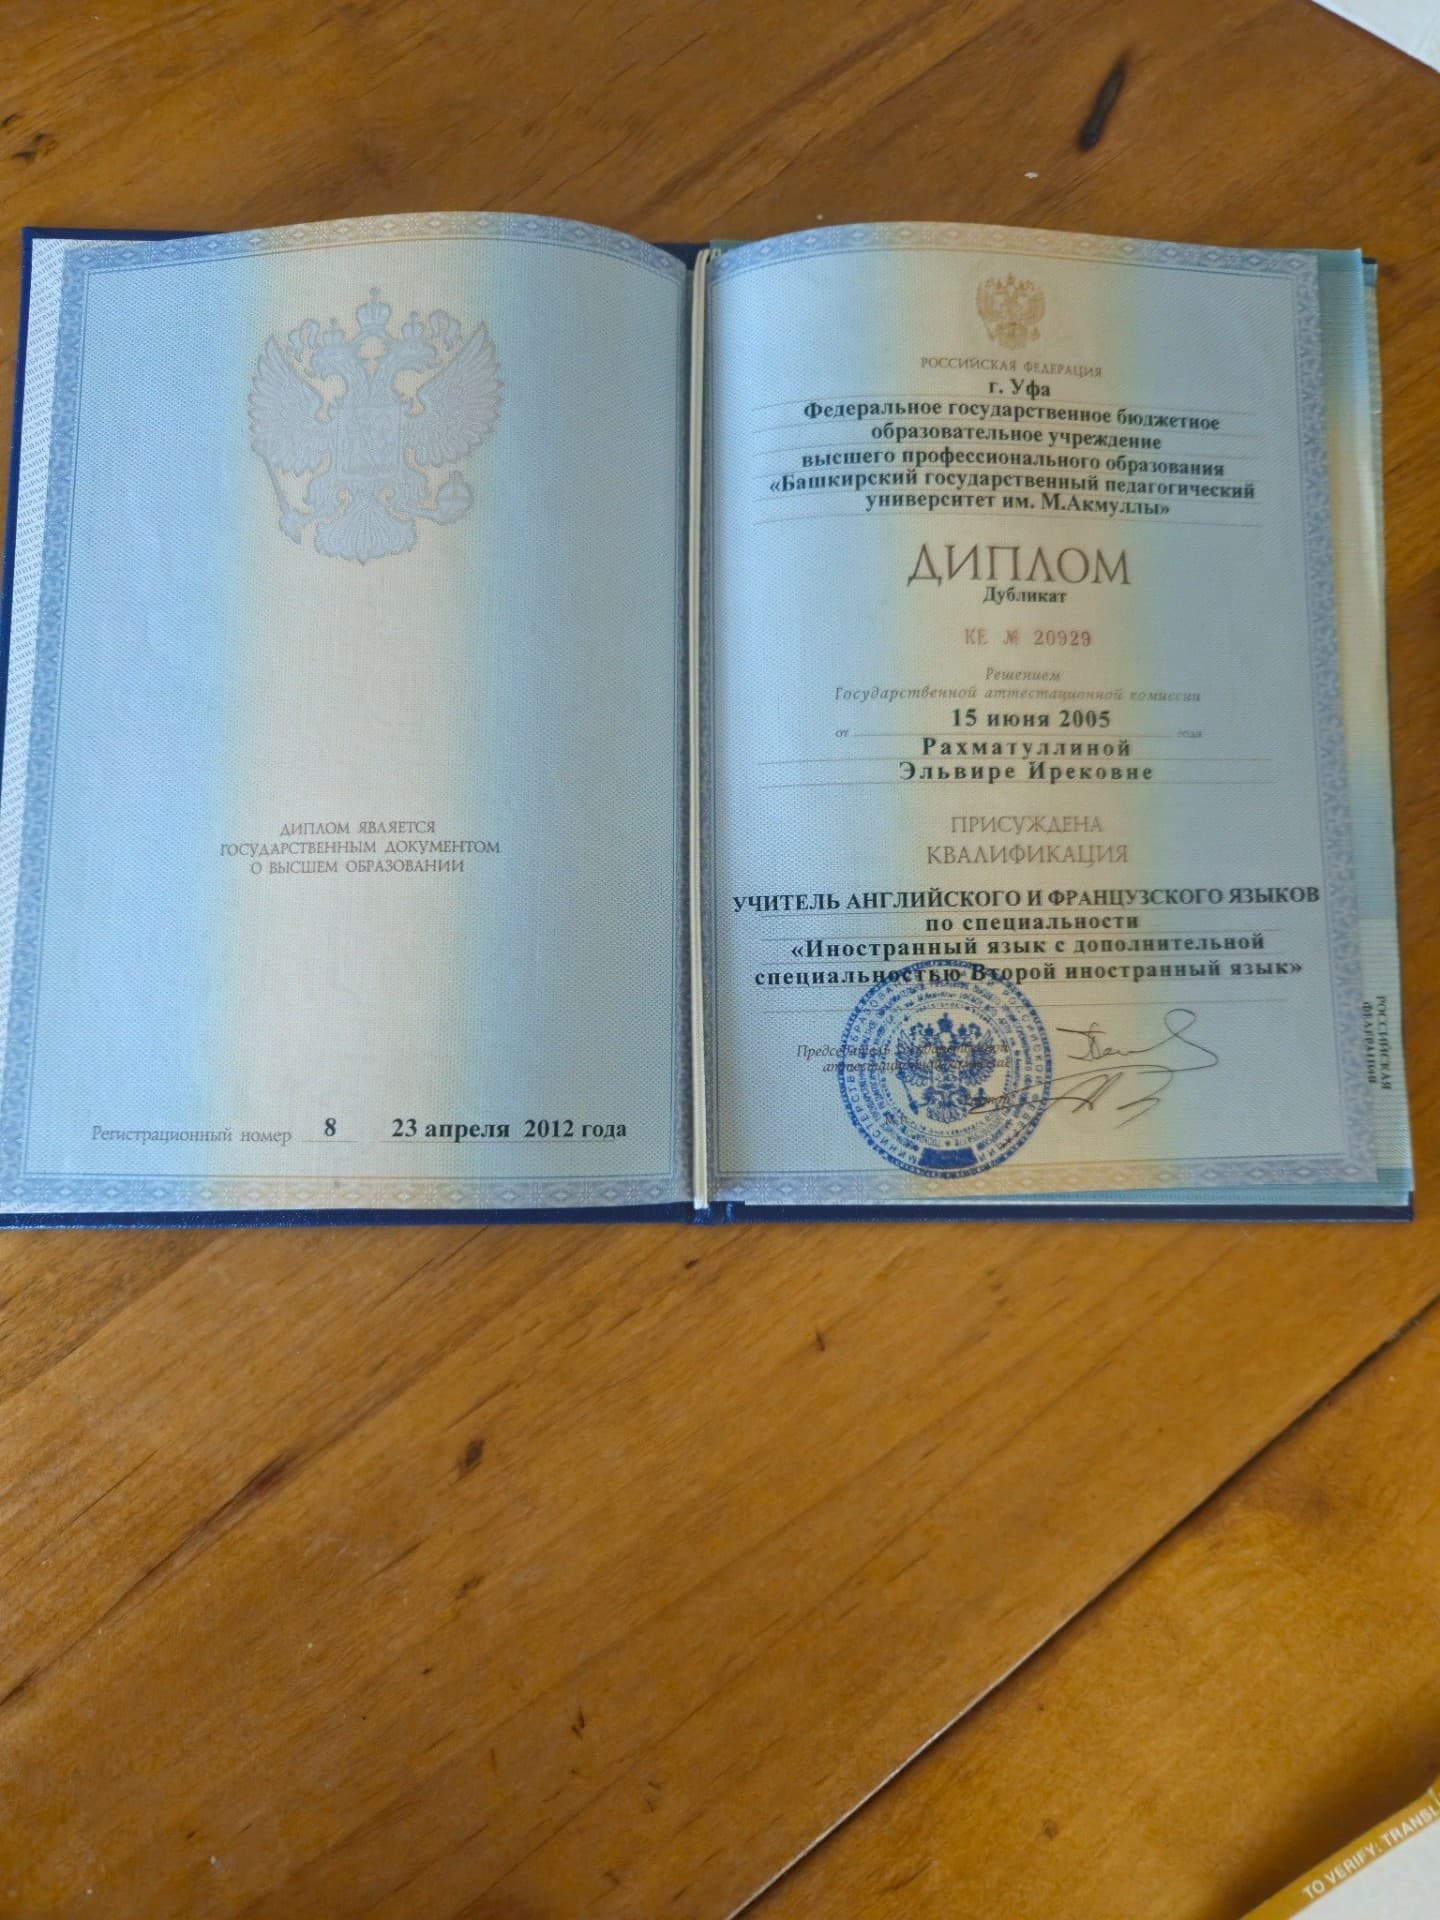 ДИПЛОМ ЯВЛЯЕТСЯ
ГОСУДАРСТВЕННЫМ ДОКУМЕНТОМ
О ВЫСШЕМ ОБРАЗОВАНИИ
Регистрационный номер 8 23 апреля 2012 года
РОССИЙСКАЯ ФЕДЕРАЦИЯ
г. Уфа
Федеральное государственное бюджетное
образовательное учреждение
высшего профессионального образования
«Башкирский государственный педагогический
университет им. М.Акмуллы»
ДИПЛОМ
Дубликат
КЕ № 20929
Решением
Государственной аттестационной комиссии
от 15 июня 2005 года
Рахматуллиной
Эльвире Ирековне
ПРИСУЖДЕНА
КВАЛИФИКАЦИЯ
УЧИТЕЛЬ АНГЛИЙСКОГО И ФРАНЦУЗСКОГО ЯЗЫКОВ
по специальности
«Иностранный язык с дополнительной
специальностью Второй иностранный язык»
Председатель
РОССИЙСКАЯ
TO VERIFY: TRANSL